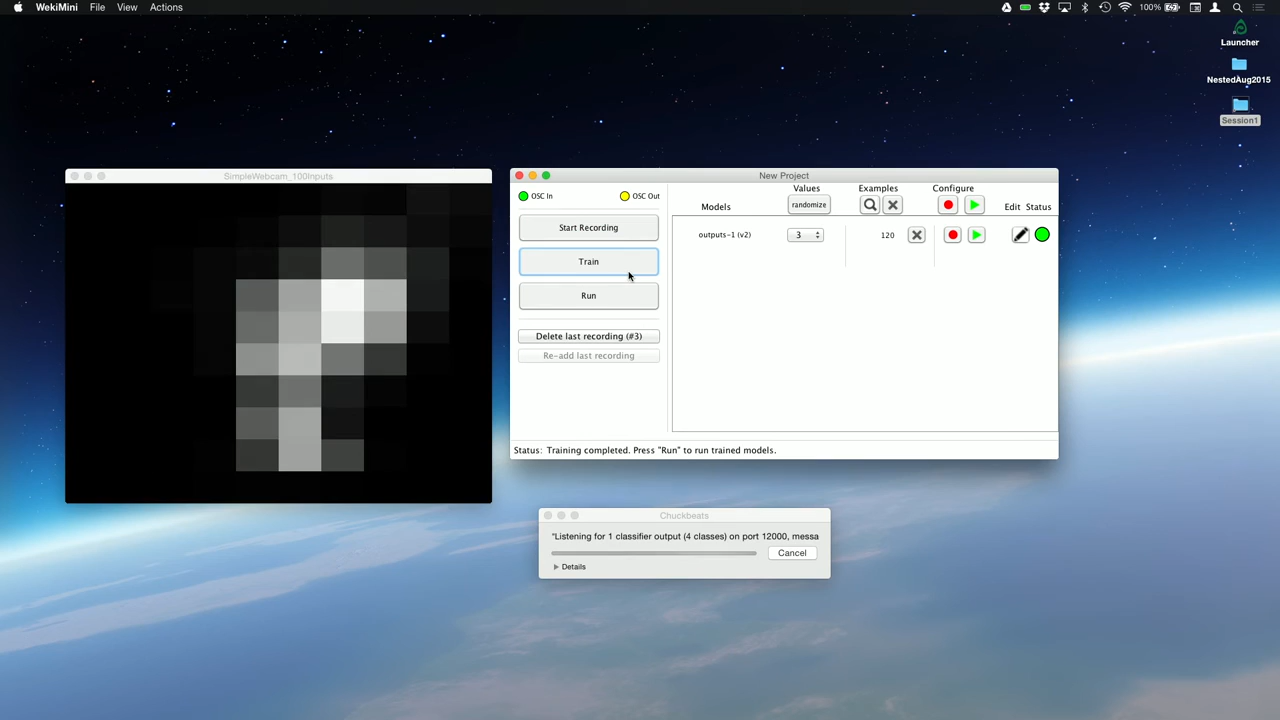 WekiMini File View Actions
100%
Launcher
NestedAug2015
Session1
SimpleWebcam_100Inputs
New Project
OSC In OSC Out
Values Examples Configure
Models randomize Edit Status
Start Recording
outputs-1 (v2) 3 120
Train
Run
Delete last recording (#3)
Re-add last recording
Status: Training completed. Press "Run" to run trained models.
Chuckbeats
"Listening for 1 classifier output (4 classes) on port 12000, messa
Cancel
Details